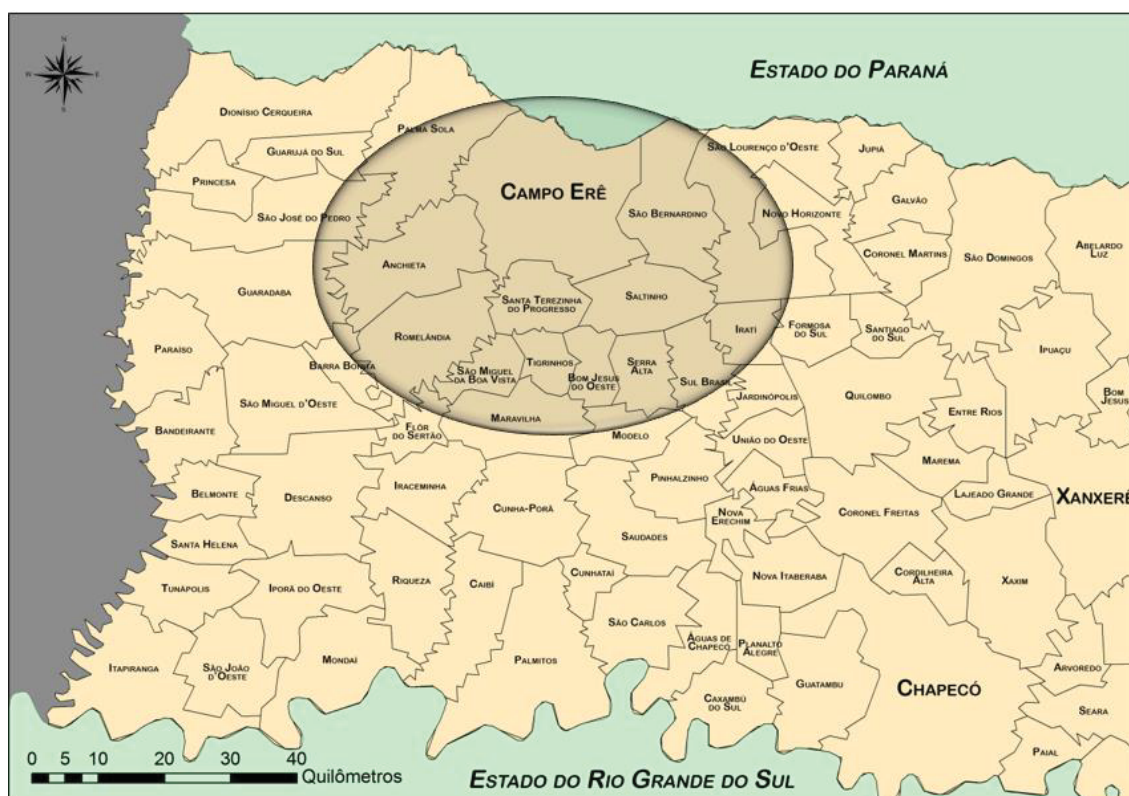 N
W
E
S
Estado do Paraná
Dionísio Cerqueira
Palma Sola
Guarujá do Sul
São Lourenço d'Oeste
Jupiá
Princesa
Campo Erê
Galvão
São José do Pedro
São Bernardino
Novo Horizonte
Abelardo
Luz
Coronel Martins
São Domingos
Anchieta
Guaradaba
Santa Terezinha
do Progresso
Saltinho
Romelândia
Irati
Formosa
do Sul
Santiago
do Sul
Paraíso
Ipuaçu
Barra Bonita
São Miguel
da Boa Vista
Tigrinhos
Bom Jesus
do Oeste
Serra
Alta
Sul Brasil
São Miguel d'Oeste
Jardinópolis
Quilombo
Entre Rios
Bom
Jesus
Bandeirante
Flôr
do Sertão
Maravilha
Modelo
União do Oeste
Marema
Belmonte
Descanso
Iraceminha
Pinhalzinho
Águas Frias
Lajeado Grande
Xanxerê
Cunha-Porã
Nova
Erechim
Coronel Freitas
Saudades
Santa Helena
Tunápolis
Iporã do Oeste
Riqueza
Caibí
Cunhataí
Nova Itaberaba
Cordilheira
Alta
Xaxim
São Carlos
Águas de
Chapecó
Planalto
Alegre
Itapiranga
São João
d'Oeste
Mondaí
Palmitos
Guatambu
Chapecó
Arvoredo
Caxambú
do Sul
Seara
Paial
0 5 10 20 30 40
Quilômetros
Estado do Rio Grande do Sul